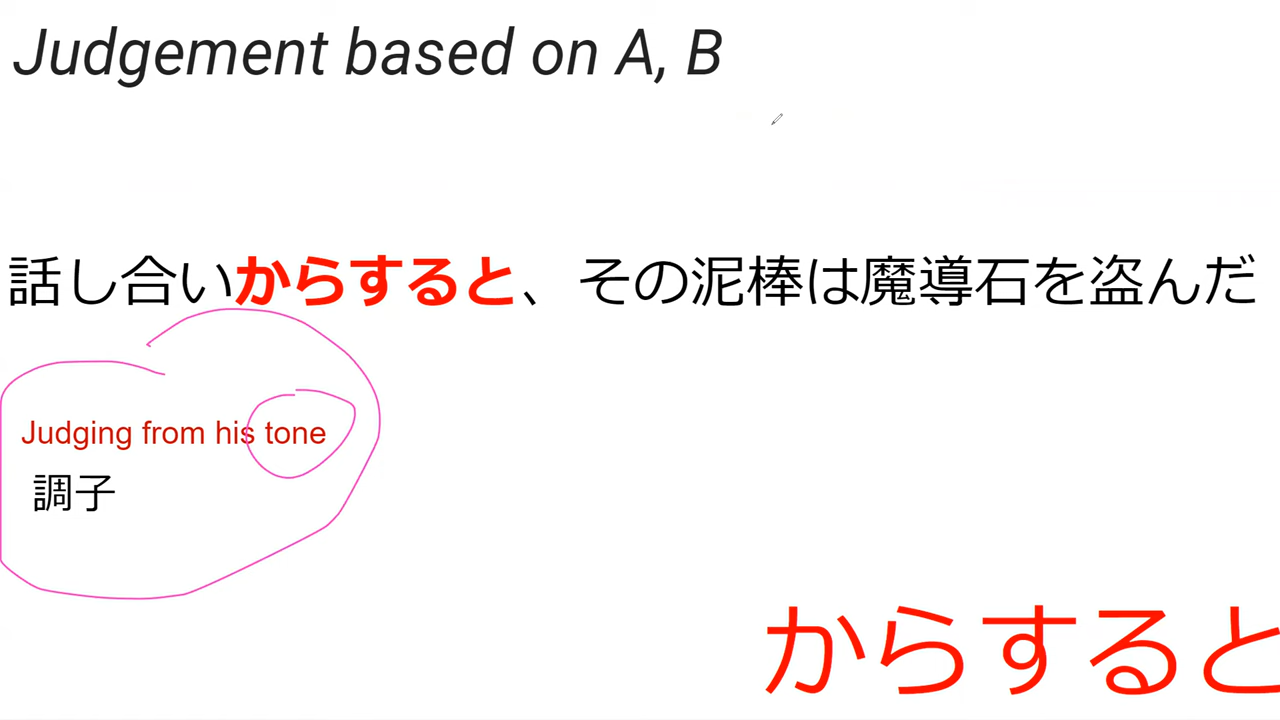 Judgement based on A, B
話し合いからすると、その泥棒は魔導石を盗んだ
Judging from his tone
調子
からすると